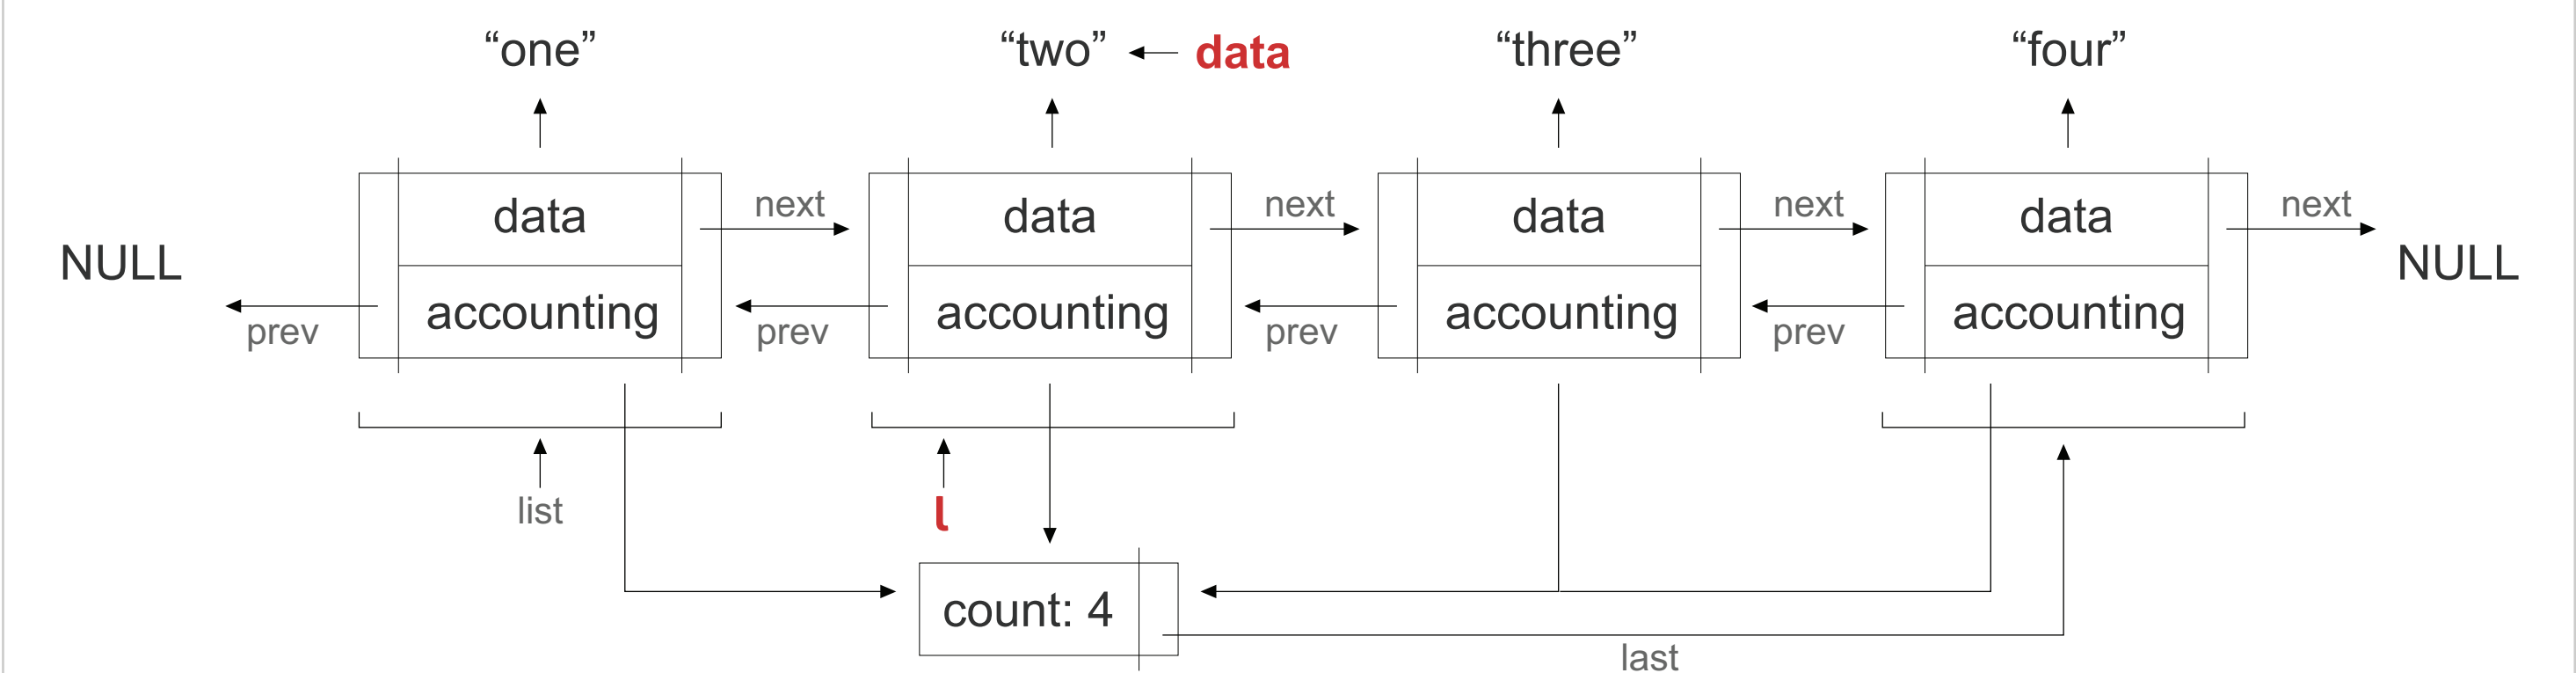 “one” “two” data “three” “four”
next next next next
data data data data
NULL NULL
accounting accounting accounting accounting
prev prev prev prev
list l
count: 4
last